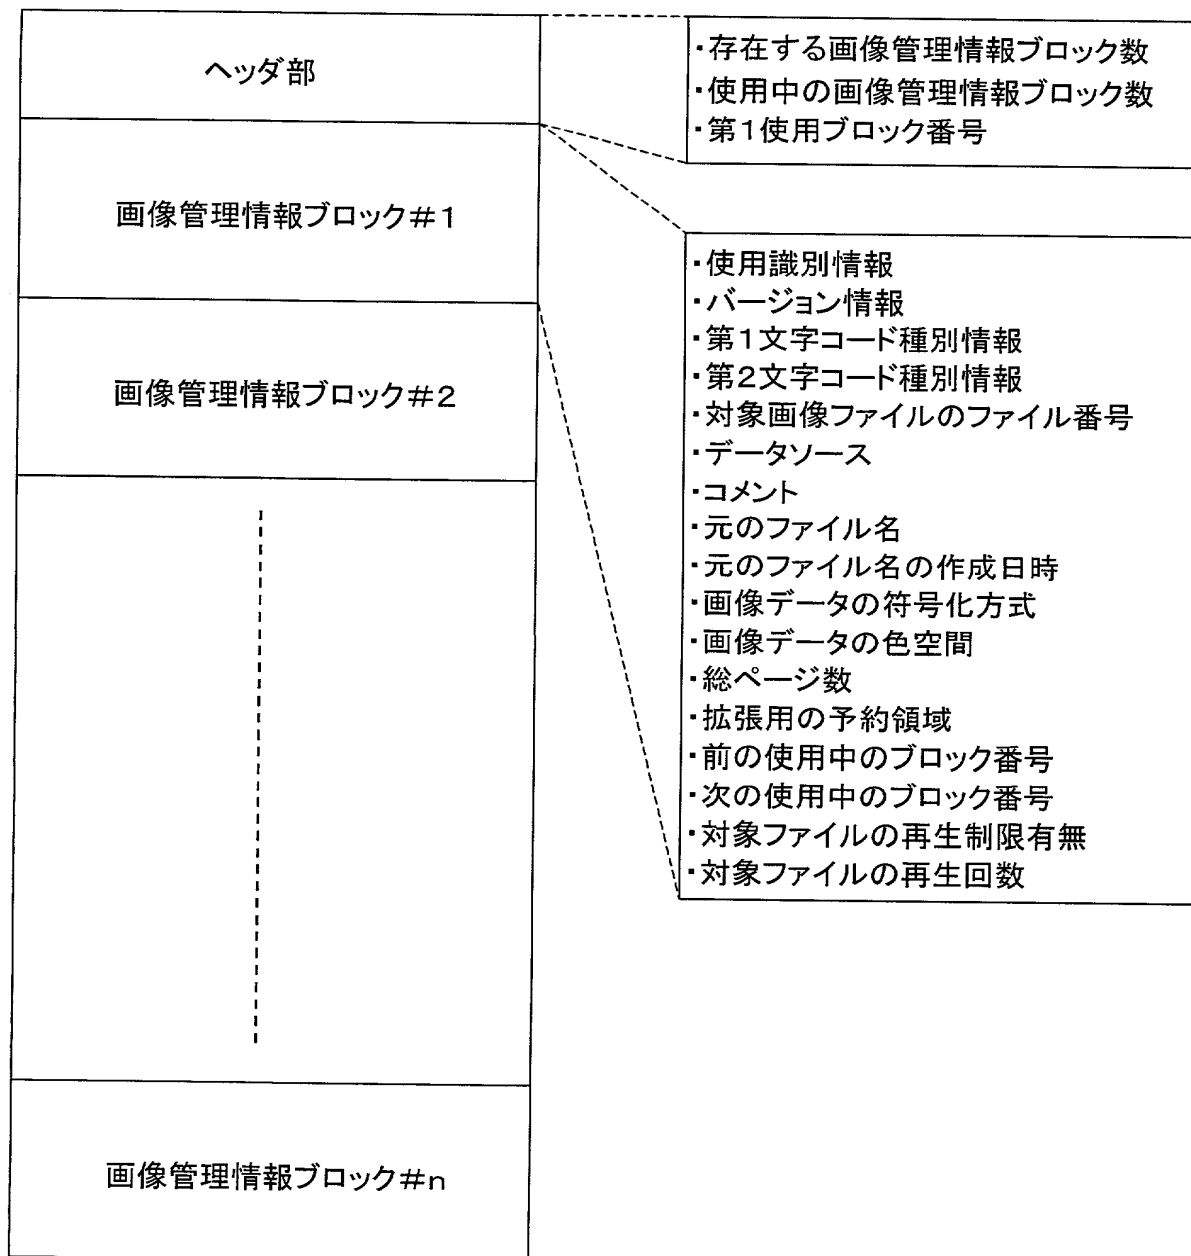 ヘッダ部
・存在する画像管理情報ブロック数
・使用中の画像管理情報ブロック数
・第1使用ブロック番号
画像管理情報ブロック#1
画像管理情報ブロック#2
画像管理情報ブロック#n
・使用識別情報
・バージョン情報
・第1文字コード種別情報
・第2文字コード種別情報
・対象画像ファイルのファイル番号
・データソース
・コメント
・元のファイル名
・元のファイル名の作成日時
・画像データの符号化方式
・画像データの色空間
・総ページ数
・拡張用の予約領域
・前の使用中のブロック番号
・次の使用中のブロック番号
・対象ファイルの再生制限有無
・対象ファイルの再生回数